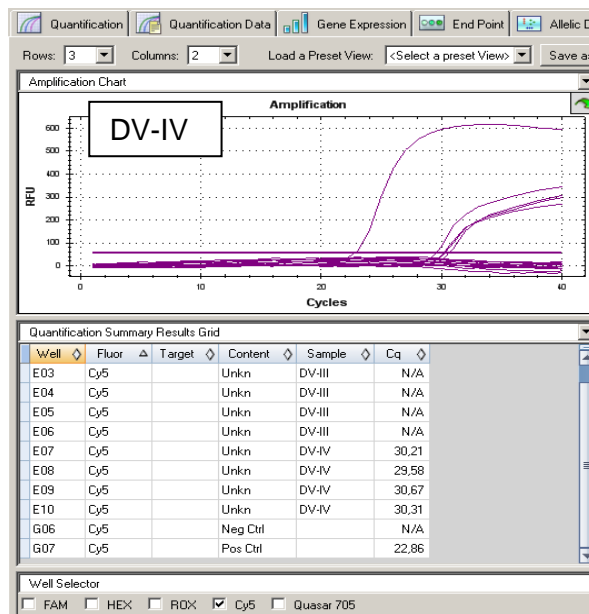 Quantification Quantification Data Gene Expression End Point Allelic D
Rows: 3 Columns: 2 Load a Preset View: <Select a preset View> Save as
Amplification Chart
Amplification
DV-IV
600
500
400
300
200
100
0
RFU
0 10 20 30 40
Cycles
Quantification Summary Results Grid
Well Fluor Target Content Sample Cq
E03 Cy5 Unkn DV-III N/A
E04 Cy5 Unkn DV-III N/A
E05 Cy5 Unkn DV-III N/A
E06 Cy5 Unkn DV-III N/A
E07 Cy5 Unkn DV-IV 30,21
E08 Cy5 Unkn DV-IV 29,58
E09 Cy5 Unkn DV-IV 30,67
E10 Cy5 Unkn DV-IV 30,31
G06 Cy5 Neg Ctrl N/A
G07 Cy5 Pos Ctrl 22,86
Well Selector
FAM HEX ROX Cy5 Quasar 705